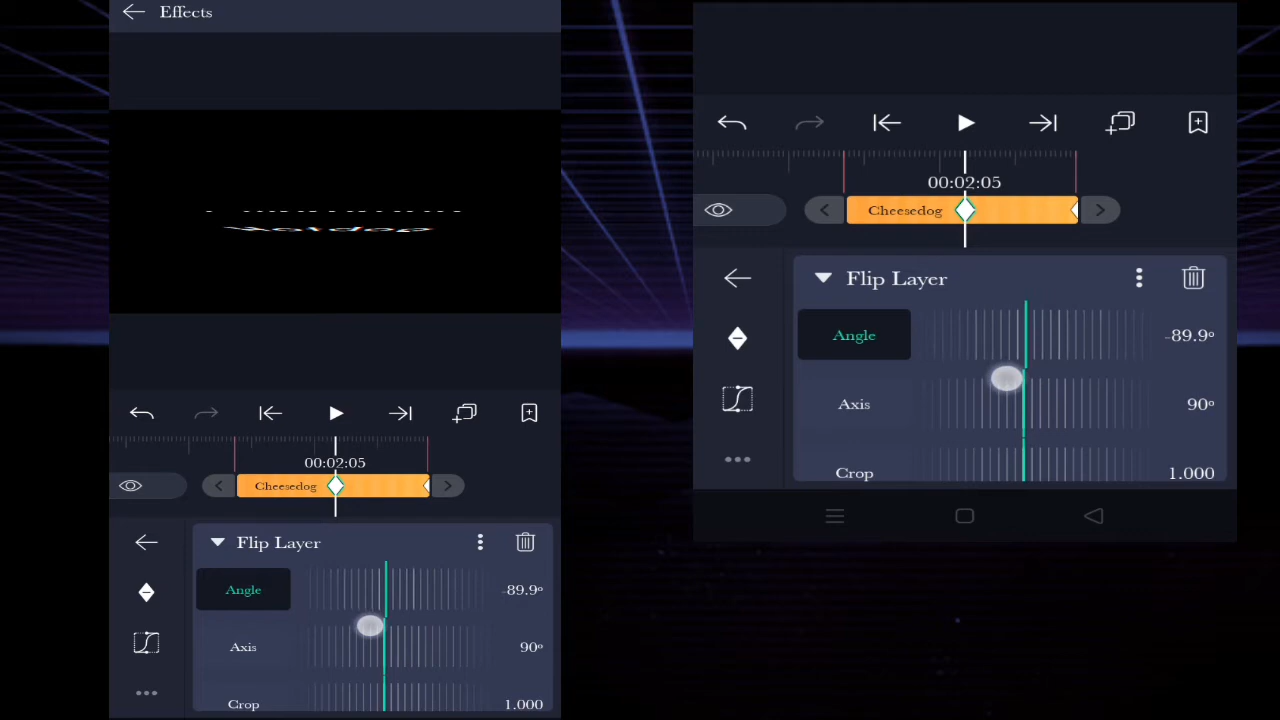 Effects
Hotdog
00:02:05
Cheesedog
Flip Layer
Angle
-89.9º
Axis
90º
Crop
1.000
00:02:05
Cheesedog
Flip Layer
Angle
-89.9º
Axis
90º
Crop
1.000